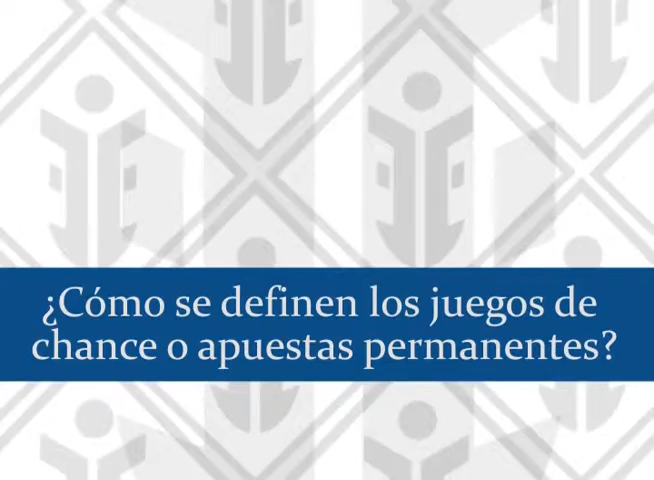 ¿Cómo se definen los juegos de
chance o apuestas permanentes?